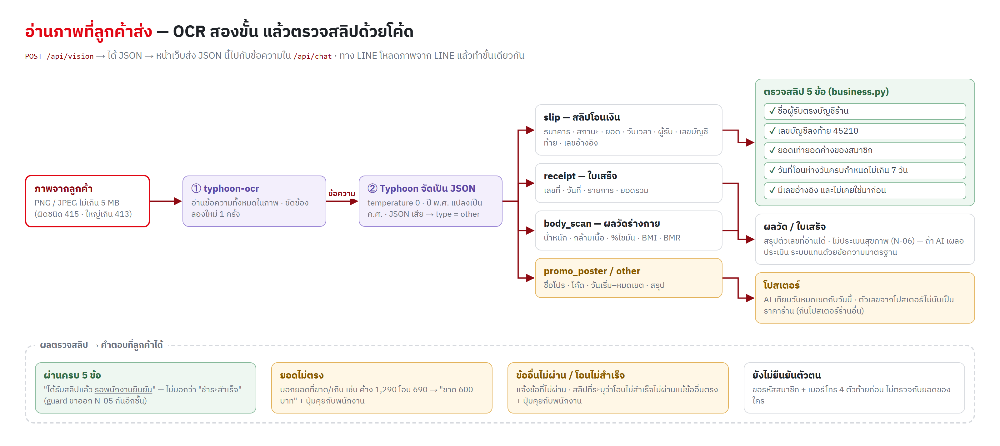 อ่านภาพที่ลูกค้าส่ง — OCR สองขั้น แล้วตรวจสลิปด้วยโค้ด
POST /api/vision → ได้ JSON → หน้าเว็บส่ง JSON นี้ไปกับข้อความใน /api/chat · ทาง LINE โหลดภาพจาก LINE แล้วทำขั้นเดียวกัน
ภาพจากลูกค้า
PNG / JPEG ไม่เกิน 5 MB
(ผิดชนิด 415 · ใหญ่เกิน 413)
① typhoon-ocr
อ่านข้อความทั้งหมดในภาพ · ขัดข้อง
ลองใหม่ 1 ครั้ง
ข้อความ
② Typhoon จัดเป็น JSON
temperature 0 · ปี พ.ศ. แปลงเป็น
ค.ศ. · JSON เสีย → type = other
slip — สลิปโอนเงิน
ธนาคาร · สถานะ · ยอด · วันเวลา · ผู้รับ · เลขบัญชี
ท้าย · เลขอ้างอิง
receipt — ใบเสร็จ
เลขที่ · วันที่ · รายการ · ยอดรวม
body_scan — ผลวัดร่างกาย
น้ำหนัก · กล้ามเนื้อ · %ไขมัน · BMI · BMR
promo_poster / other
ชื่อโปร · โค้ด · วันเริ่ม–หมดเขต · สรุป
ตรวจสลิป 5 ข้อ (business.py)
✓ ชื่อผู้รับตรงบัญชีร้าน
✓ เลขบัญชีลงท้าย 45210
✓ ยอดเท่ายอดค้างของสมาชิก
✓ วันที่โอนห่างวันครบกำหนดไม่เกิน 7 วัน
✓ มีเลขอ้างอิง และไม่เคยใช้มาก่อน
ผลวัด / ใบเสร็จ
สรุปตัวเลขที่อ่านได้ · ไม่ประเมินสุขภาพ (N-06) — ถ้า AI เผลอ
ประเมิน ระบบแทนด้วยข้อความมาตรฐาน
โปสเตอร์
AI เทียบวันหมดเขตกับวันนี้ · ตัวเลขจากโปสเตอร์ไม่นับเป็น
ราคาร้าน (กันโปสเตอร์ร้านอื่น)
ผลตรวจสลิป → คำตอบที่ลูกค้าได้
ผ่านครบ 5 ข้อ
"ได้รับสลิปแล้ว รอพนักงานยืนยัน" — ไม่บอกว่า "ชำระสำเร็จ"
(guard ขาออก N-05 กันอีกชั้น)
ยอดไม่ตรง
บอกยอดที่ขาด/เกิน เช่น ค้าง 1,290 โอน 690 → "ขาด 600
บาท" + ปุ่มคุยกับพนักงาน
ข้ออื่นไม่ผ่าน / โอนไม่สำเร็จ
แจ้งข้อที่ไม่ผ่าน · สลิปที่ระบุว่าโอนไม่สำเร็จไม่ผ่านแม้ข้ออื่นตรง
+ ปุ่มคุยกับพนักงาน
ยังไม่ยืนยันตัวตน
ขอรหัสสมาชิก + เบอร์โทร 4 ตัวท้ายก่อน ไม่ตรวจกับยอดของ
ใคร